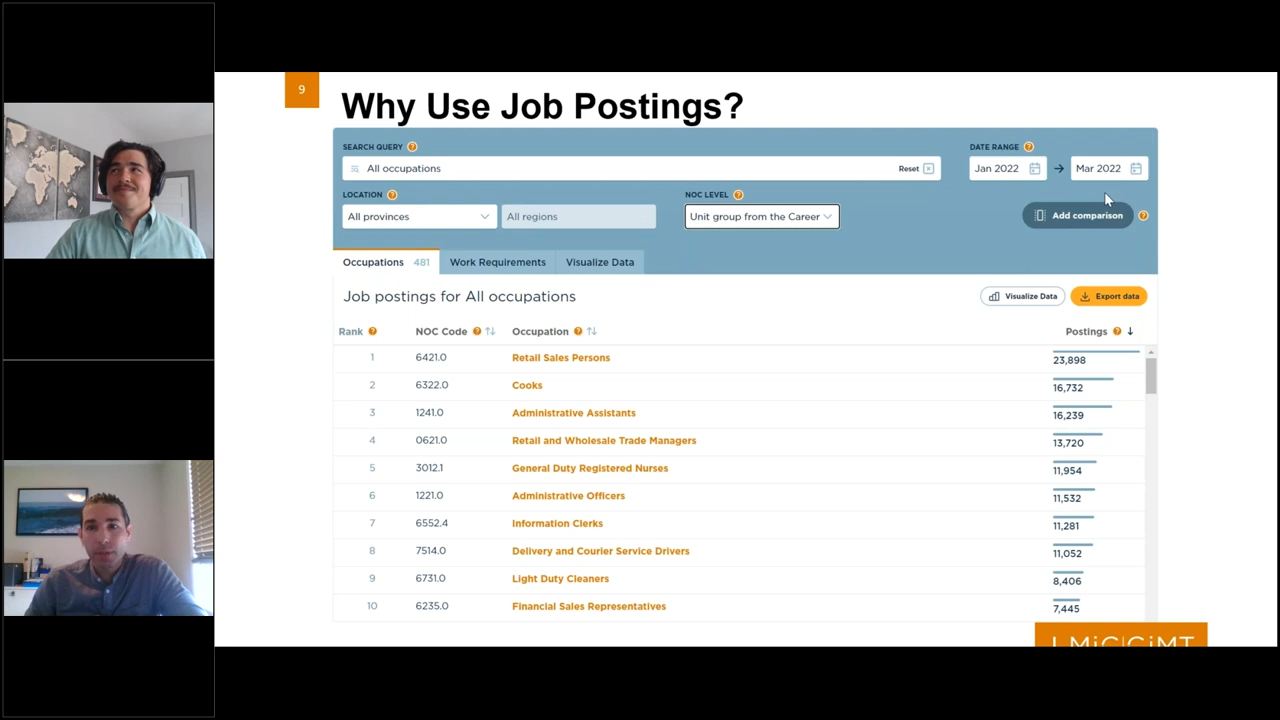 9
Why Use Job Postings?
SEARCH QUERY ?
DATE RANGE ?
All occupations
Reset
Jan 2022
Mar 2022
LOCATION ?
NOC LEVEL ?
All provinces
All regions
Unit group from the Career
Add comparison ?
Occupations 481
Work Requirements
Visualize Data
Job postings for All occupations
Visualize Data
Export data
Rank ?
NOC Code ?
Occupation ?
Postings ?
1 6421.0 Retail Sales Persons 23,898
2 6322.0 Cooks 16,732
3 1241.0 Administrative Assistants 16,239
4 0621.0 Retail and Wholesale Trade Managers 13,720
5 3012.1 General Duty Registered Nurses 11,954
6 1221.0 Administrative Officers 11,532
7 6552.4 Information Clerks 11,281
8 7514.0 Delivery and Courier Service Drivers 11,052
9 6731.0 Light Duty Cleaners 8,406
10 6235.0 Financial Sales Representatives 7,445
LMiC|CiMT